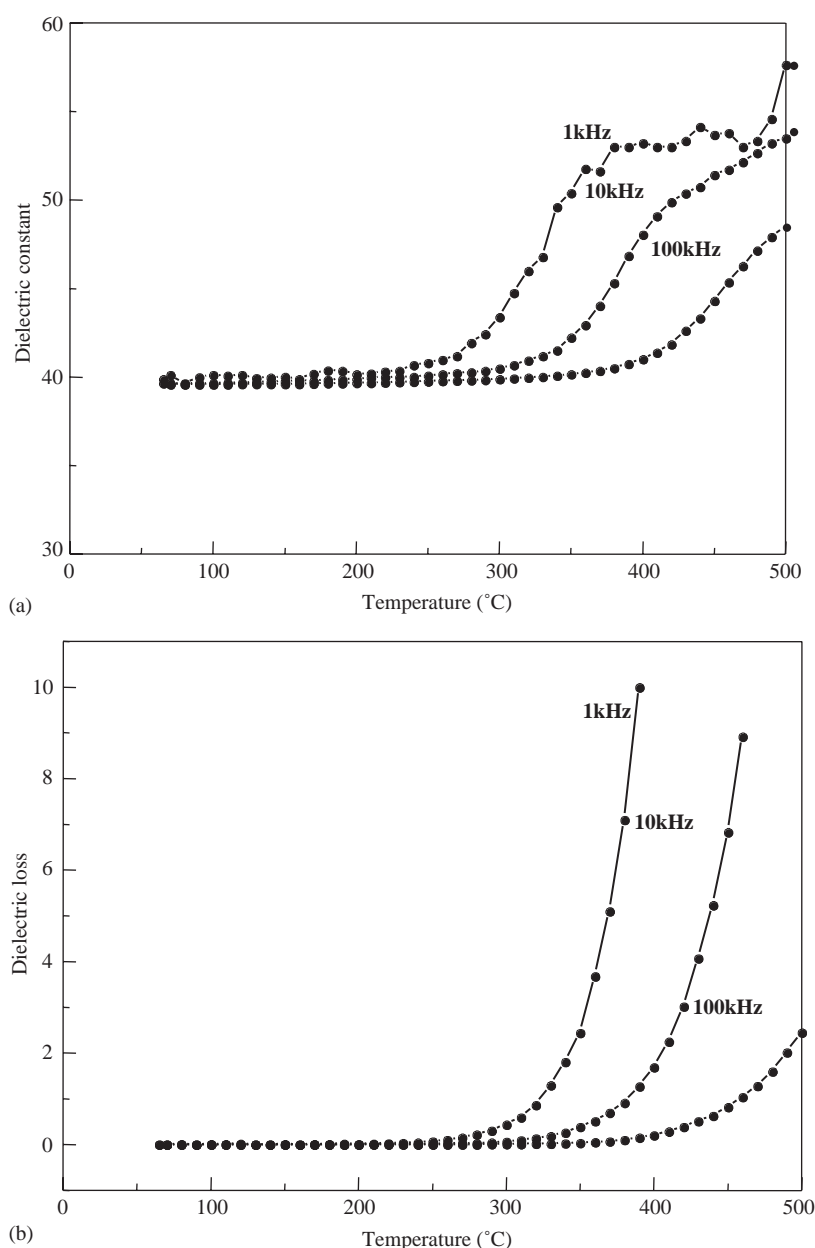 60
50
40
30
Dielectric constant
1kHz
10kHz
100kHz
0
100
200
300
400
500
Temperature (˚C)
(a)
10
8
6
4
2
0
Dielectric loss
1kHz
10kHz
100kHz
0
100
200
300
400
500
Temperature (˚C)
(b)